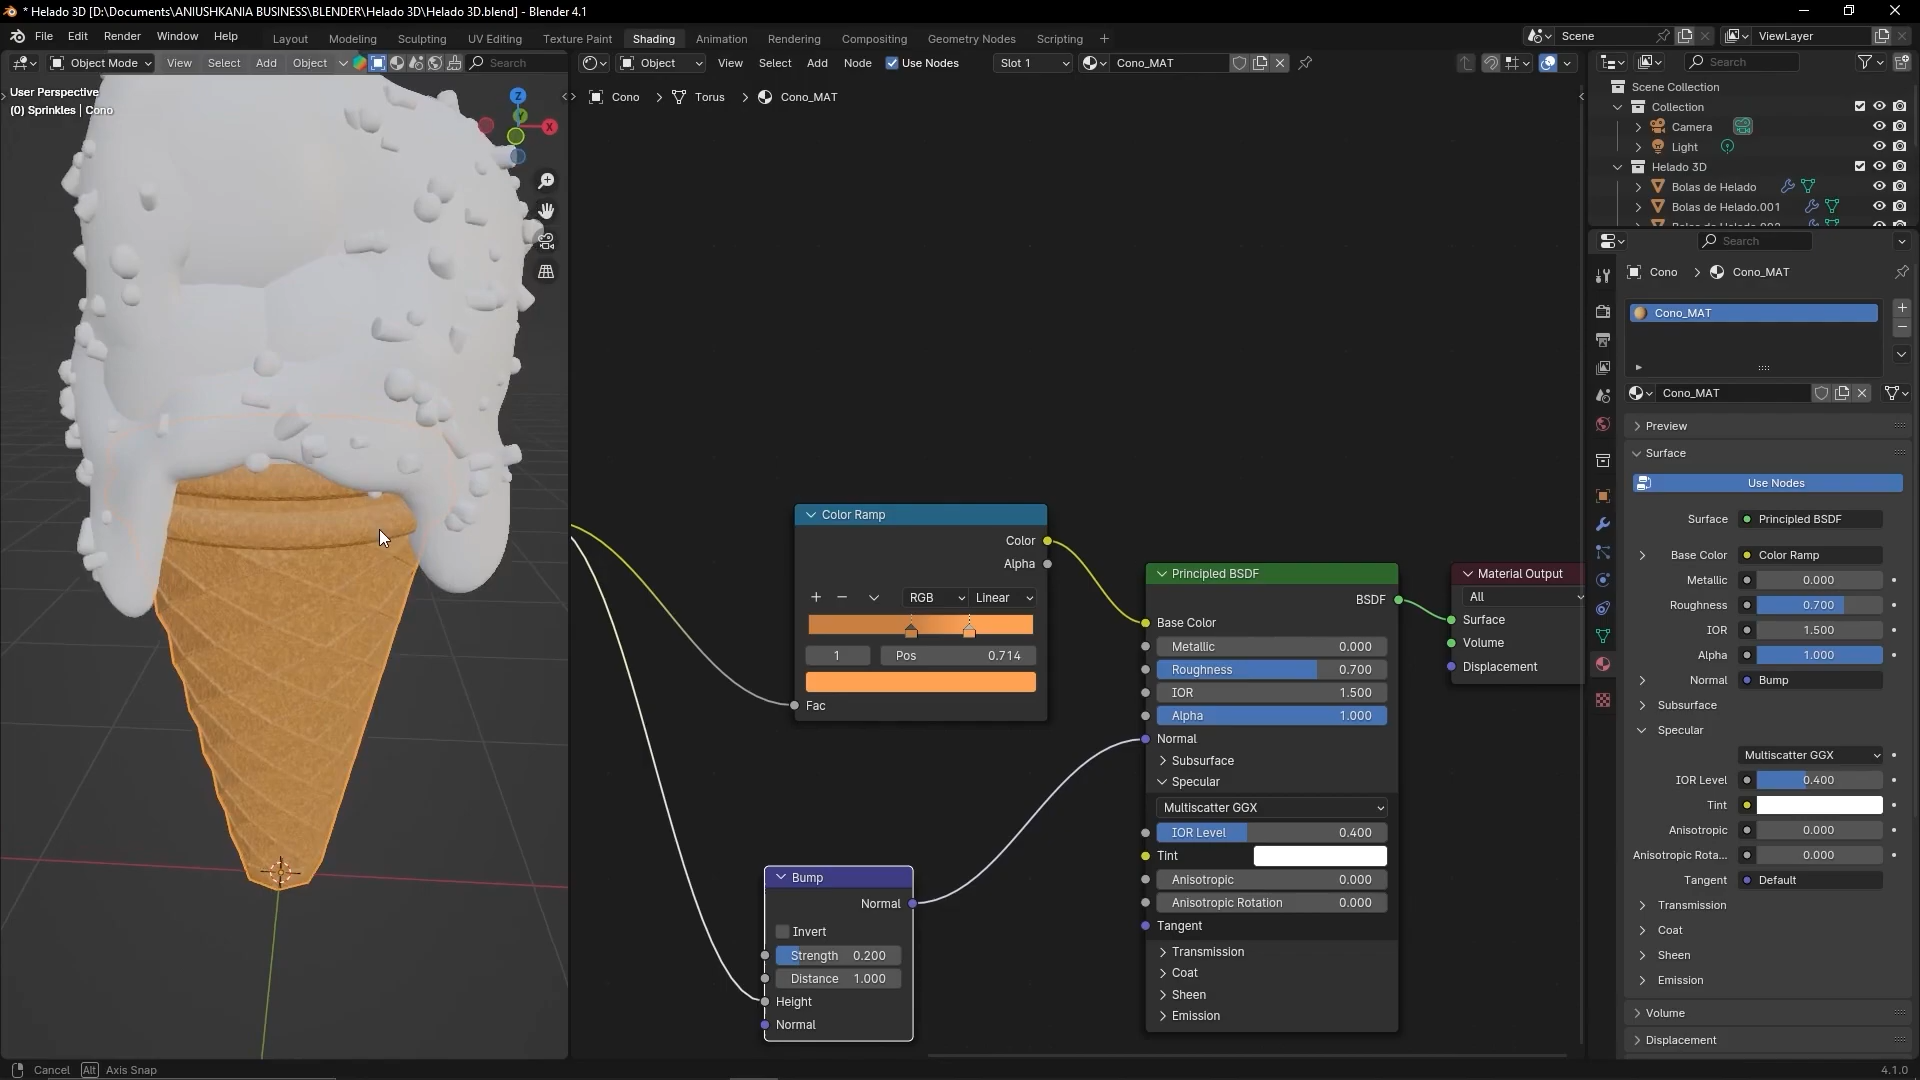 * Helado 3D [D:\Documents\ANIUSHKANIA BUSINESS\BLENDER\Helado 3D\Helado 3D.blend] - Blender 4.1
File Edit Render Window Help
Layout Modeling Sculpting UV Editing Texture Paint Shading Animation Rendering Compositing Geometry Nodes Scripting +
Scene
ViewLayer
Object Mode View Select Add Object Search
Object View Select Add Node Use Nodes Slot 1 Cono_MAT
Search
User Perspective
(0) Sprinkles | Cono
Z
Y
X
Cono > Torus > Cono_MAT
Scene Collection
Collection
Camera
Light
Helado 3D
Bolas de Helado
Bolas de Helado.001
Search
Cono > Cono_MAT
Cono_MAT
Cono_MAT
Preview
Surface
Use Nodes
Surface Principled BSDF
Base Color Color Ramp
Metallic 0.000
Roughness 0.700
IOR 1.500
Alpha 1.000
Normal Bump
Subsurface
Specular
Multiscatter GGX
IOR Level 0.400
Tint
Anisotropic 0.000
Anisotropic Rota... 0.000
Tangent Default
Transmission
Coat
Sheen
Emission
Volume
Displacement
Color Ramp
Color
Alpha
+ − RGB Linear
1 Pos 0.714
Fac
Bump
Normal
Invert
Strength 0.200
Distance 1.000
Height
Normal
Principled BSDF
BSDF
Base Color
Metallic 0.000
Roughness 0.700
IOR 1.500
Alpha 1.000
Normal
Subsurface
Specular
Multiscatter GGX
IOR Level 0.400
Tint
Anisotropic 0.000
Anisotropic Rotation 0.000
Tangent
Transmission
Coat
Sheen
Emission
Material Output
All
Surface
Volume
Displacement
Cancel Alt Axis Snap
4.1.0